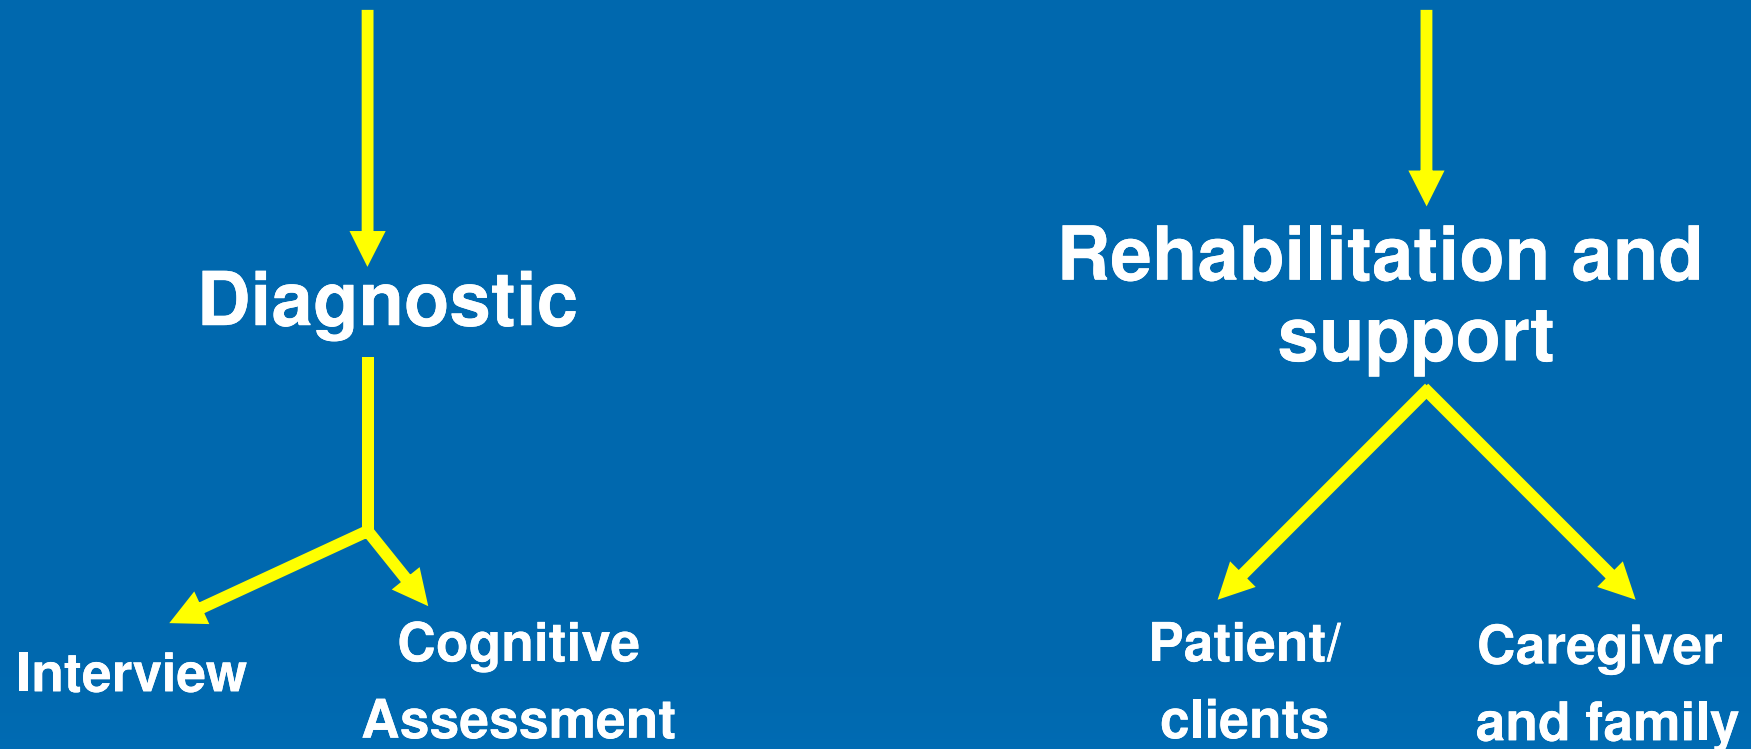 Diagnostic
Rehabilitation and
support
Interview
Cognitive
Assessment
Patient/
clients
Caregiver
and family